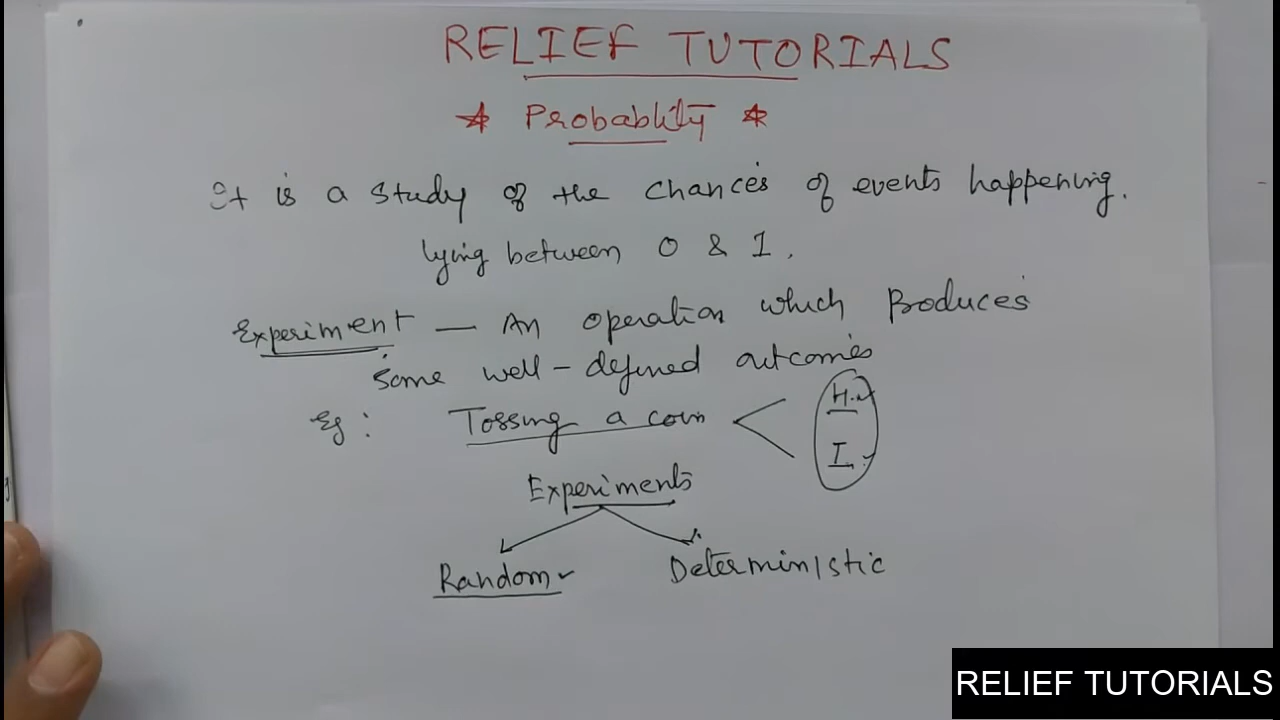 RELIEF TUTORIALS
* Probablity *
It is a study of the chances of events happening.
lying between 0 & 1.
Experiment — An operation which produces
some well-defined outcomes
Eg: Tossing a coin
H
T
Experiments
Random Deterministic
RELIEF TUTORIALS